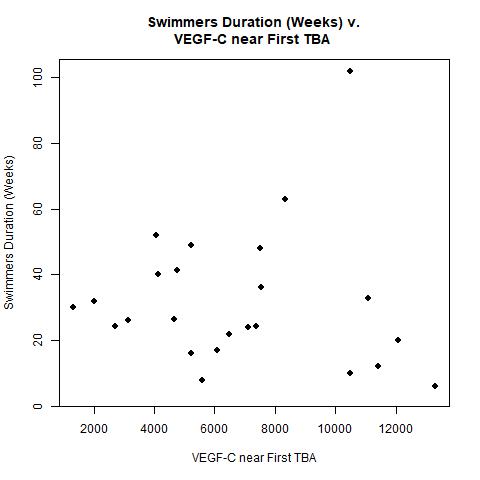 Swimmers Duration (Weeks) v.
VEGF-C near First TBA
Swimmers Duration (Weeks)
100
80
60
40
20
0
2000 4000 6000 8000 10000 12000
VEGF-C near First TBA